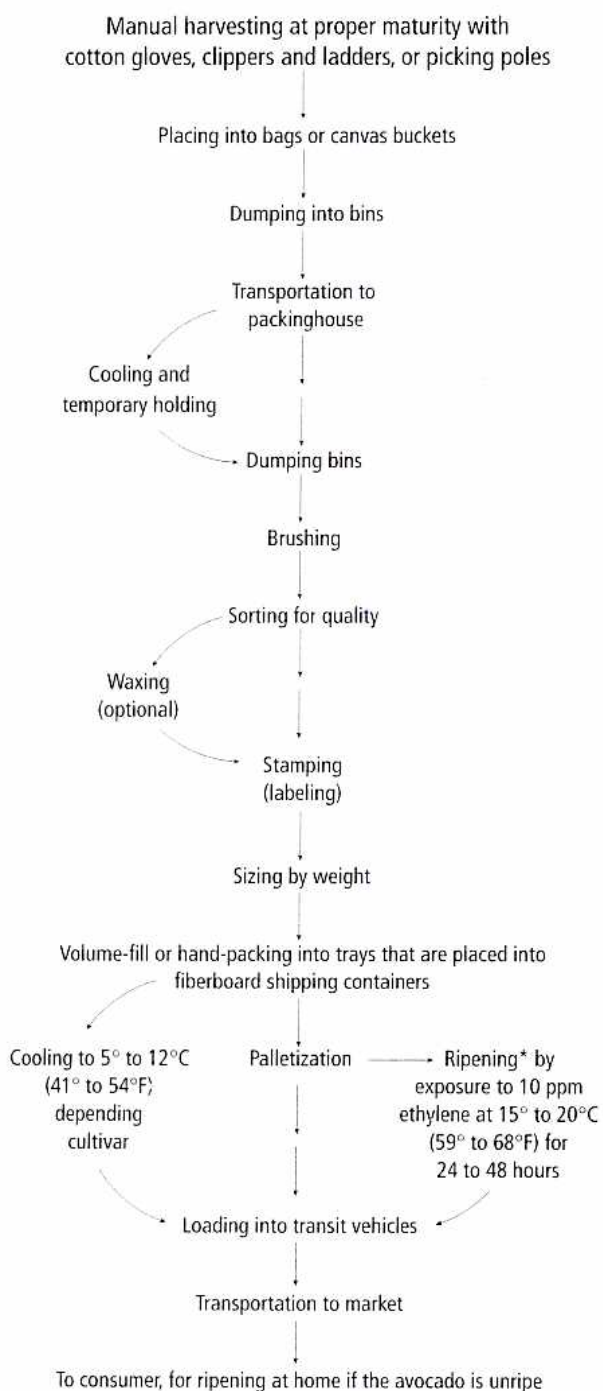 Manual harvesting at proper maturity with
cotton gloves, clippers and ladders, or picking poles
Placing into bags or canvas buckets
Dumping into bins
Transportation to
packinghouse
Cooling and
temporary holding
Dumping bins
Brushing
Sorting for quality
Waxing
(optional)
Stamping
(labeling)
Sizing by weight
Volume-fill or hand-packing into trays that are placed into
fiberboard shipping containers
Cooling to 5° to 12°C
(41° to 54°F)
depending
cultivar
Palletization
Ripening* by
exposure to 10 ppm
ethylene at 15° to 20°C
(59° to 68°F) for
24 to 48 hours
Loading into transit vehicles
Transportation to market
To consumer, for ripening at home if the avocado is unripe